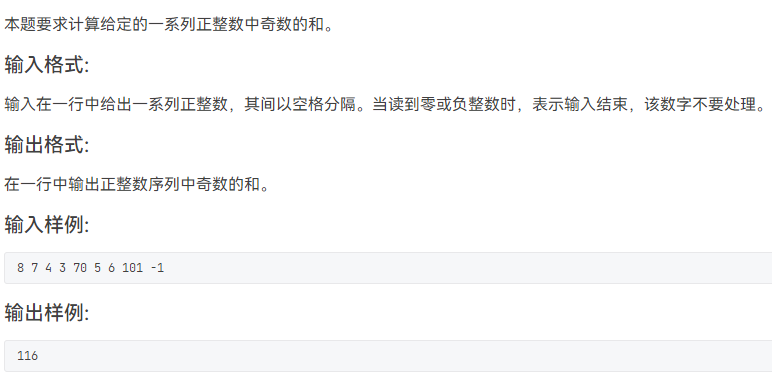 本题要求计算给定的一系列正整数中奇数的和。
输入格式:
输入在一行中给出一系列正整数，其间以空格分隔。当读到零或负整数时，表示输入结束，该数字不要处理。
输出格式:
在一行中输出正整数序列中奇数的和。
输入样例:
8 7 4 3 70 5 6 101 -1
输出样例:
116